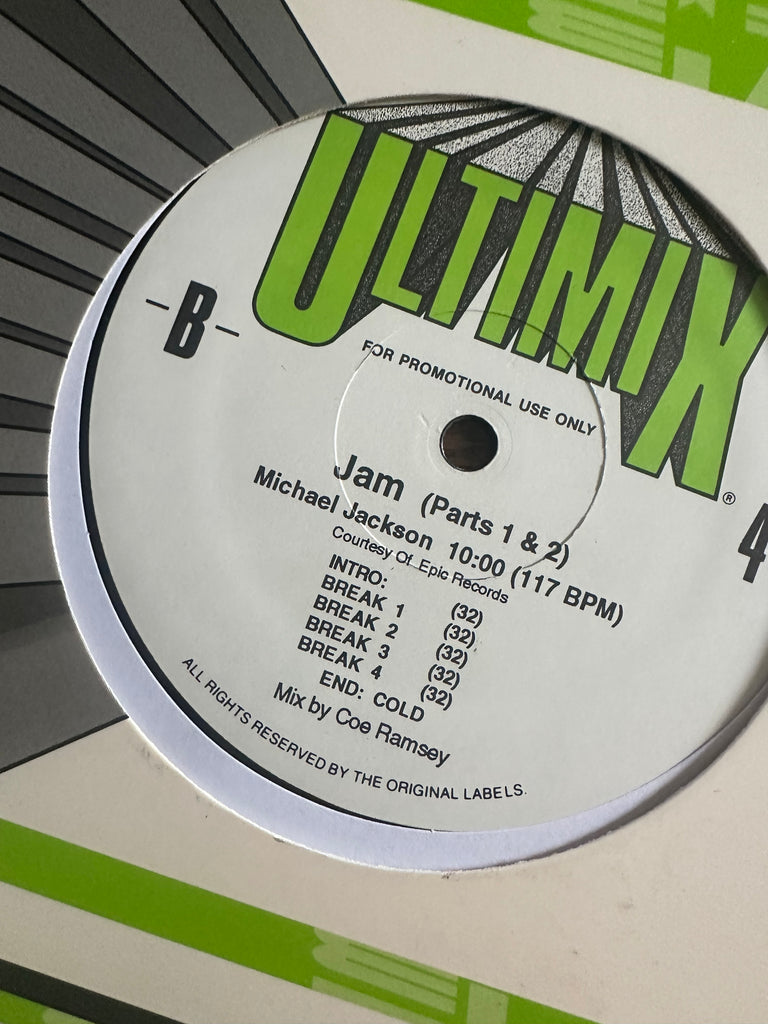 ULTIMIX®
-B-
FOR PROMOTIONAL USE ONLY
4
Jam (Parts 1 & 2)
Michael Jackson 10:00 (117 BPM)
Courtesy Of Epic Records
INTRO: (32)
BREAK 1 (32)
BREAK 2 (32)
BREAK 3 (32)
BREAK 4 (32)
END: COLD
Mix by Coe Ramsey
ALL RIGHTS RESERVED BY THE ORIGINAL LABELS.